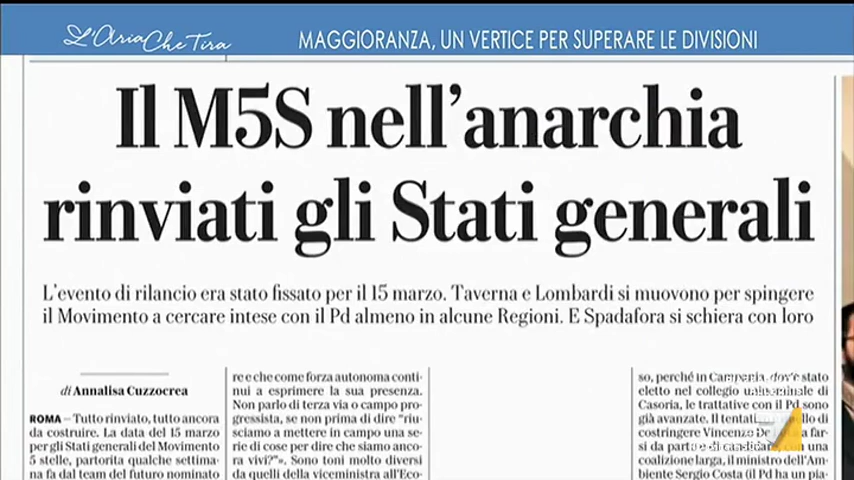 L'Aria Che Tira
MAGGIORANZA, UN VERTICE PER SUPERARE LE DIVISIONI
Il M5S nell'anarchia
rinviati gli Stati generali
L'evento di rilancio era stato fissato per il 15 marzo. Taverna e Lombardi si muovono per spingere
il Movimento a cercare intese con il Pd almeno in alcune Regioni. E Spadafora si schiera con loro
di Annalisa Cuzzocrea
ROMA — Tutto rinviato, tutto ancora
da costruire. La data del 15 marzo
per gli Stati generali del Movimento
5 stelle, partorita qualche settima-
na fa dal team del futuro nominato
re e che come forza autonoma conti-
nui a esprimere la sua presenza.
Non parlo di terza via o campo pro-
gressista, se non prima di dire "riu-
sciamo a mettere in campo una se-
rie di cose per dire che siamo anco-
ra vivi?"». Sono toni molto diversi
da quelli della viceministra all'Eco-
so, perché in Campania, dov'è stato
eletto nel collegio
di
Casoria, le trattative con il Pd sono
già avanzate. Il
di
costringere Vincenzo
a far-
si da parte
con una
coalizione larga, il ministro dell'Am-
biente Sergio Costa (il Pd ha un pia-